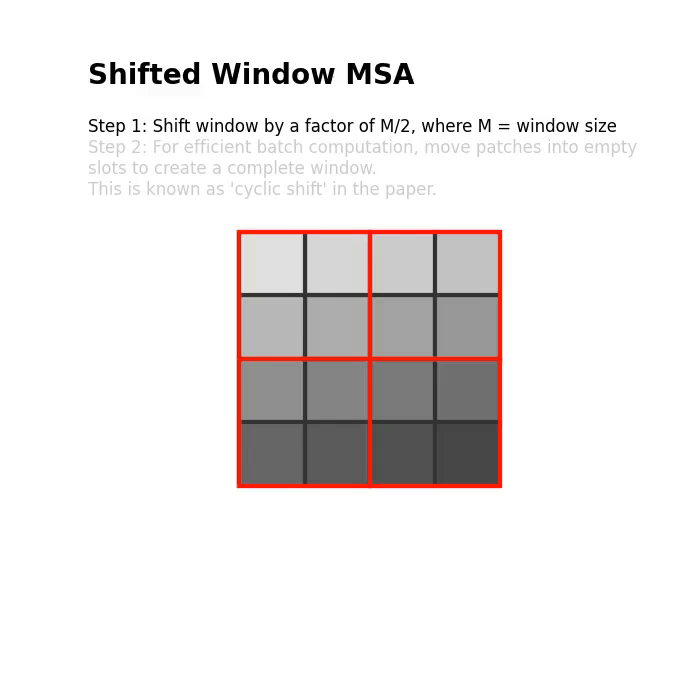 Shifted Window MSA
Step 1: Shift window by a factor of M/2, where M = window size
Step 2: For efficient batch computation, move patches into empty
slots to create a complete window.
This is known as 'cyclic shift' in the paper.